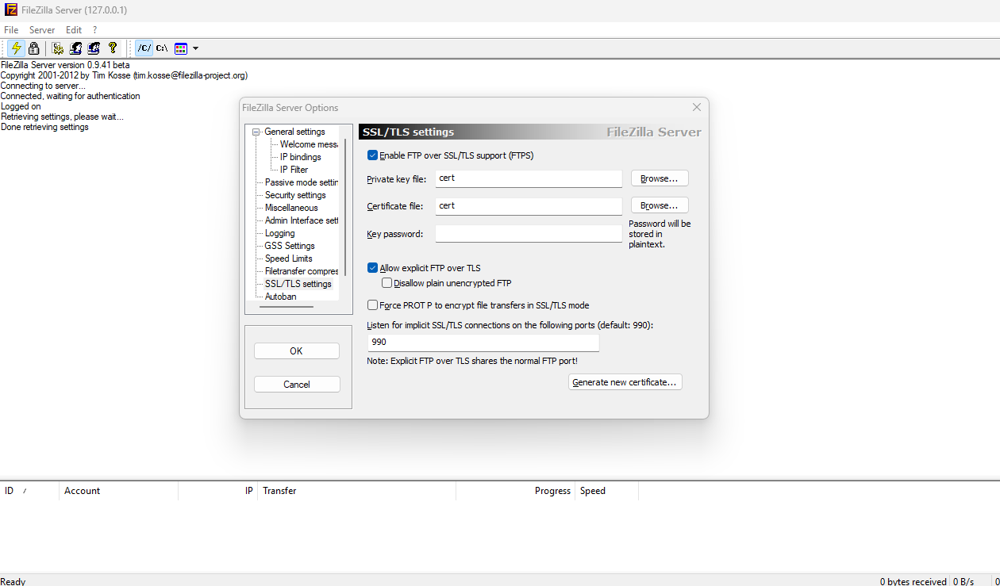 FileZilla Server (127.0.0.1)
File Server Edit ?
/C/ C:\
FileZilla Server version 0.9.41 beta
Copyright 2001-2012 by Tim Kosse (tim.kosse@filezilla-project.org)
Connecting to server...
Connected, waiting for authentication
Logged on
Retrieving settings, please wait...
Done retrieving settings
FileZilla Server Options
General settings
Welcome messa
IP bindings
IP Filter
Passive mode settin
Security settings
Miscellaneous
Admin Interface sett
Logging
GSS Settings
Speed Limits
Filetransfer compres
SSL/TLS settings
Autoban
OK
Cancel
SSL/TLS settings FileZilla Server
Enable FTP over SSL/TLS support (FTPS)
Private key file: cert Browse...
Certificate file: cert Browse...
Key password:
Password will be
stored in
plaintext.
Allow explicit FTP over TLS
Disallow plain unencrypted FTP
Force PROT P to encrypt file transfers in SSL/TLS mode
Listen for implicit SSL/TLS connections on the following ports (default: 990):
990
Note: Explicit FTP over TLS shares the normal FTP port!
Generate new certificate...
ID / Account IP Transfer Progress Speed
Ready 0 bytes received 0 B/s 0